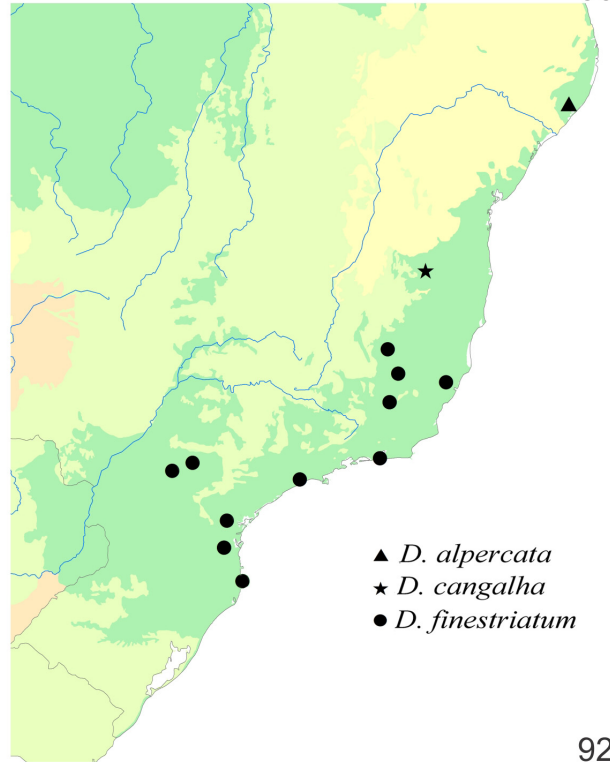 ▲ D. alpercata
★ D. cangalha
● D. finestriatum
92